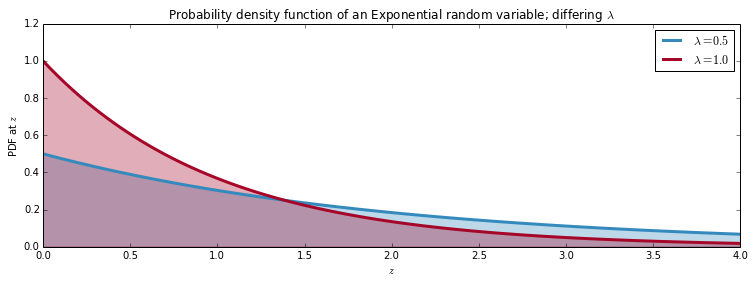 Probability density function of an Exponential random variable; differing λ
1.2
1.0
0.8
0.6
0.4
0.2
0.0
PDF at z
λ=0.5
λ=1.0
0.0 0.5 1.0 1.5 2.0 2.5 3.0 3.5 4.0
z